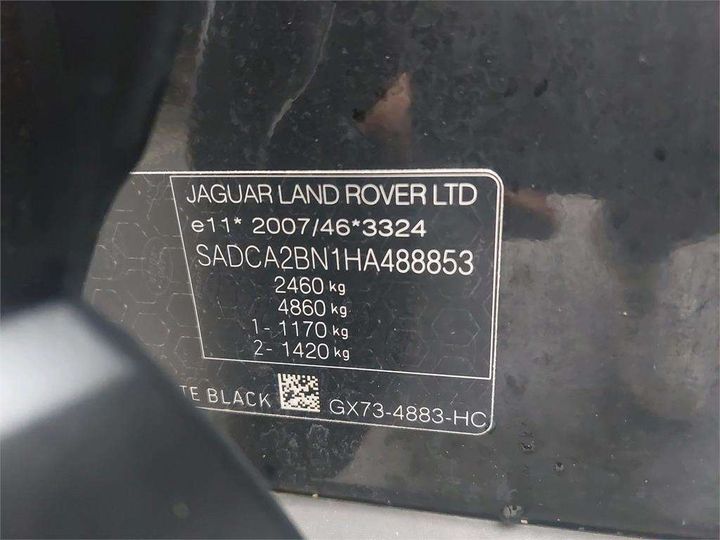 JAGUAR LAND ROVER LTD
e11* 2007/46*3324
SADCA2BN1HA488853
2460 kg
4860 kg
1- 1170 kg
2- 1420 kg
TE BLACK
GX73-4883-HC